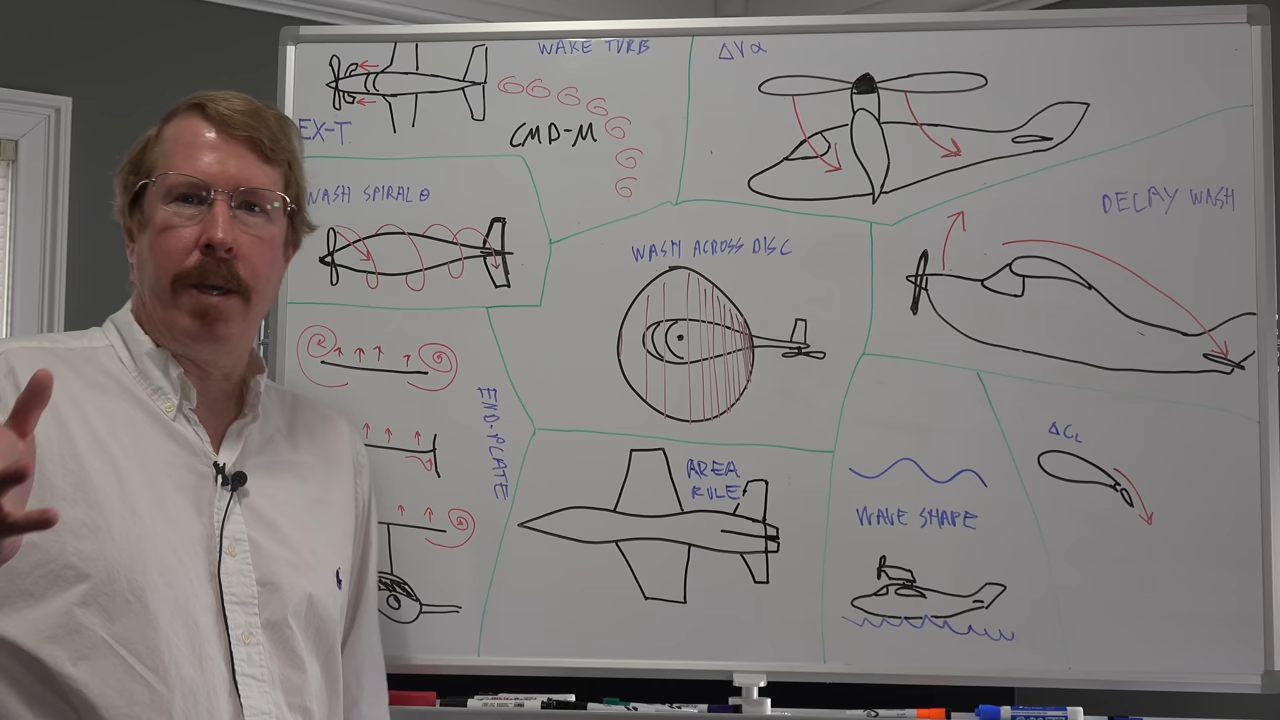 WAKE TURB
ΔVα
EX-T.
CMD-M
WASH SPIRAL θ
DELAY WASH
WASH ACROSS DISC
END-PLATE
AREA
RULE
ΔCL
WAVE SHAPE